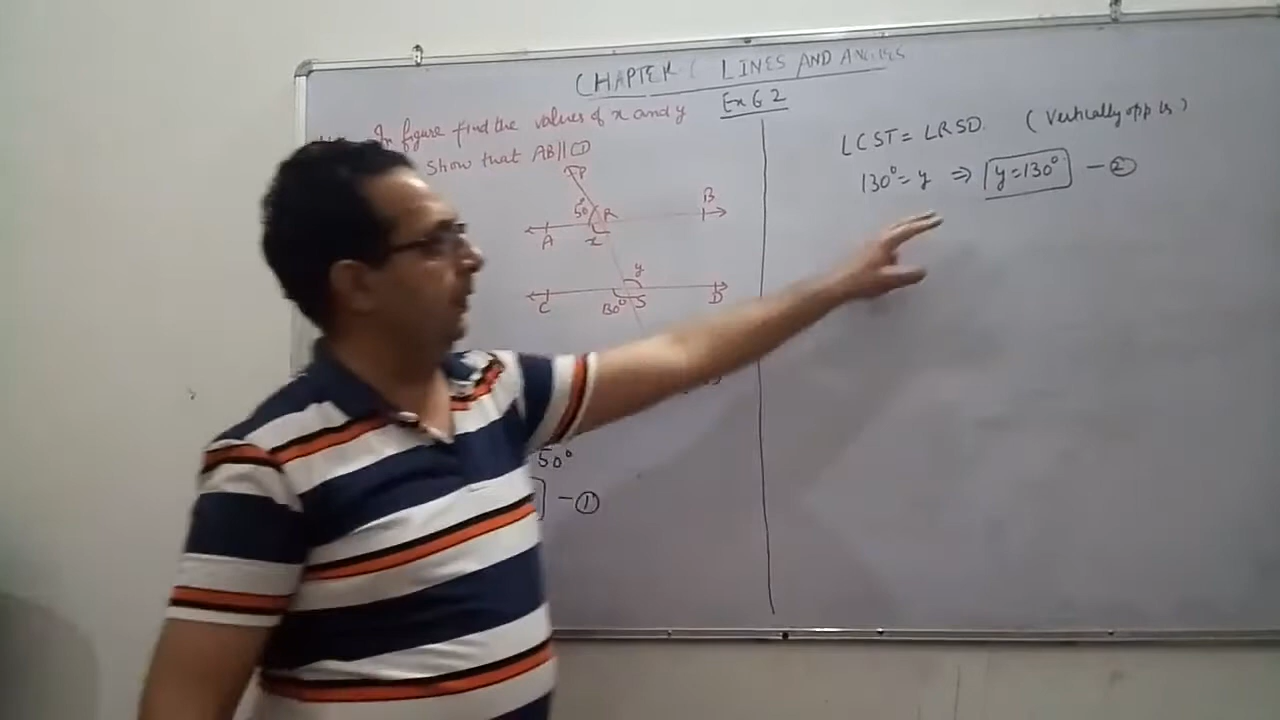 CHAPTER 6 LINES AND ANGLES
Ex 6.2
In figure find the values of x and y
Show that AB||CD
P
50°
R
B
A
x
y
C
130°
S
D
50°
— ①
∠CST = ∠RSD. (Vertically opp ∠s)
130° = y ⇒ y = 130° — ②